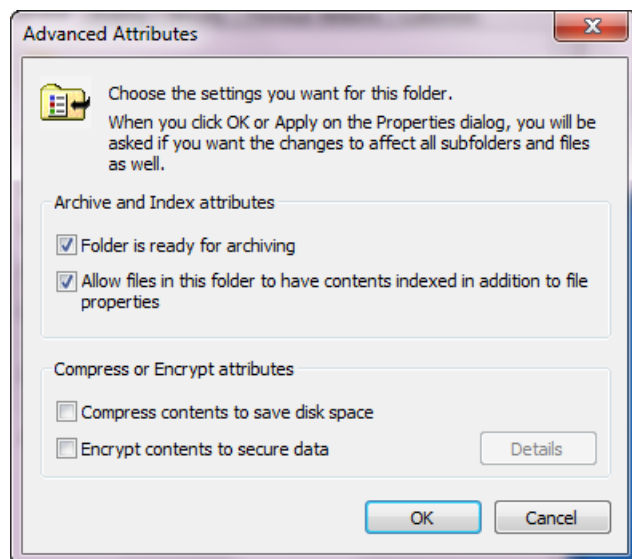 Advanced Attributes
Choose the settings you want for this folder.
When you click OK or Apply on the Properties dialog, you will be
asked if you want the changes to affect all subfolders and files
as well.
Archive and Index attributes
Folder is ready for archiving
Allow files in this folder to have contents indexed in addition to file
properties
Compress or Encrypt attributes
Compress contents to save disk space
Encrypt contents to secure data
Details
OK
Cancel